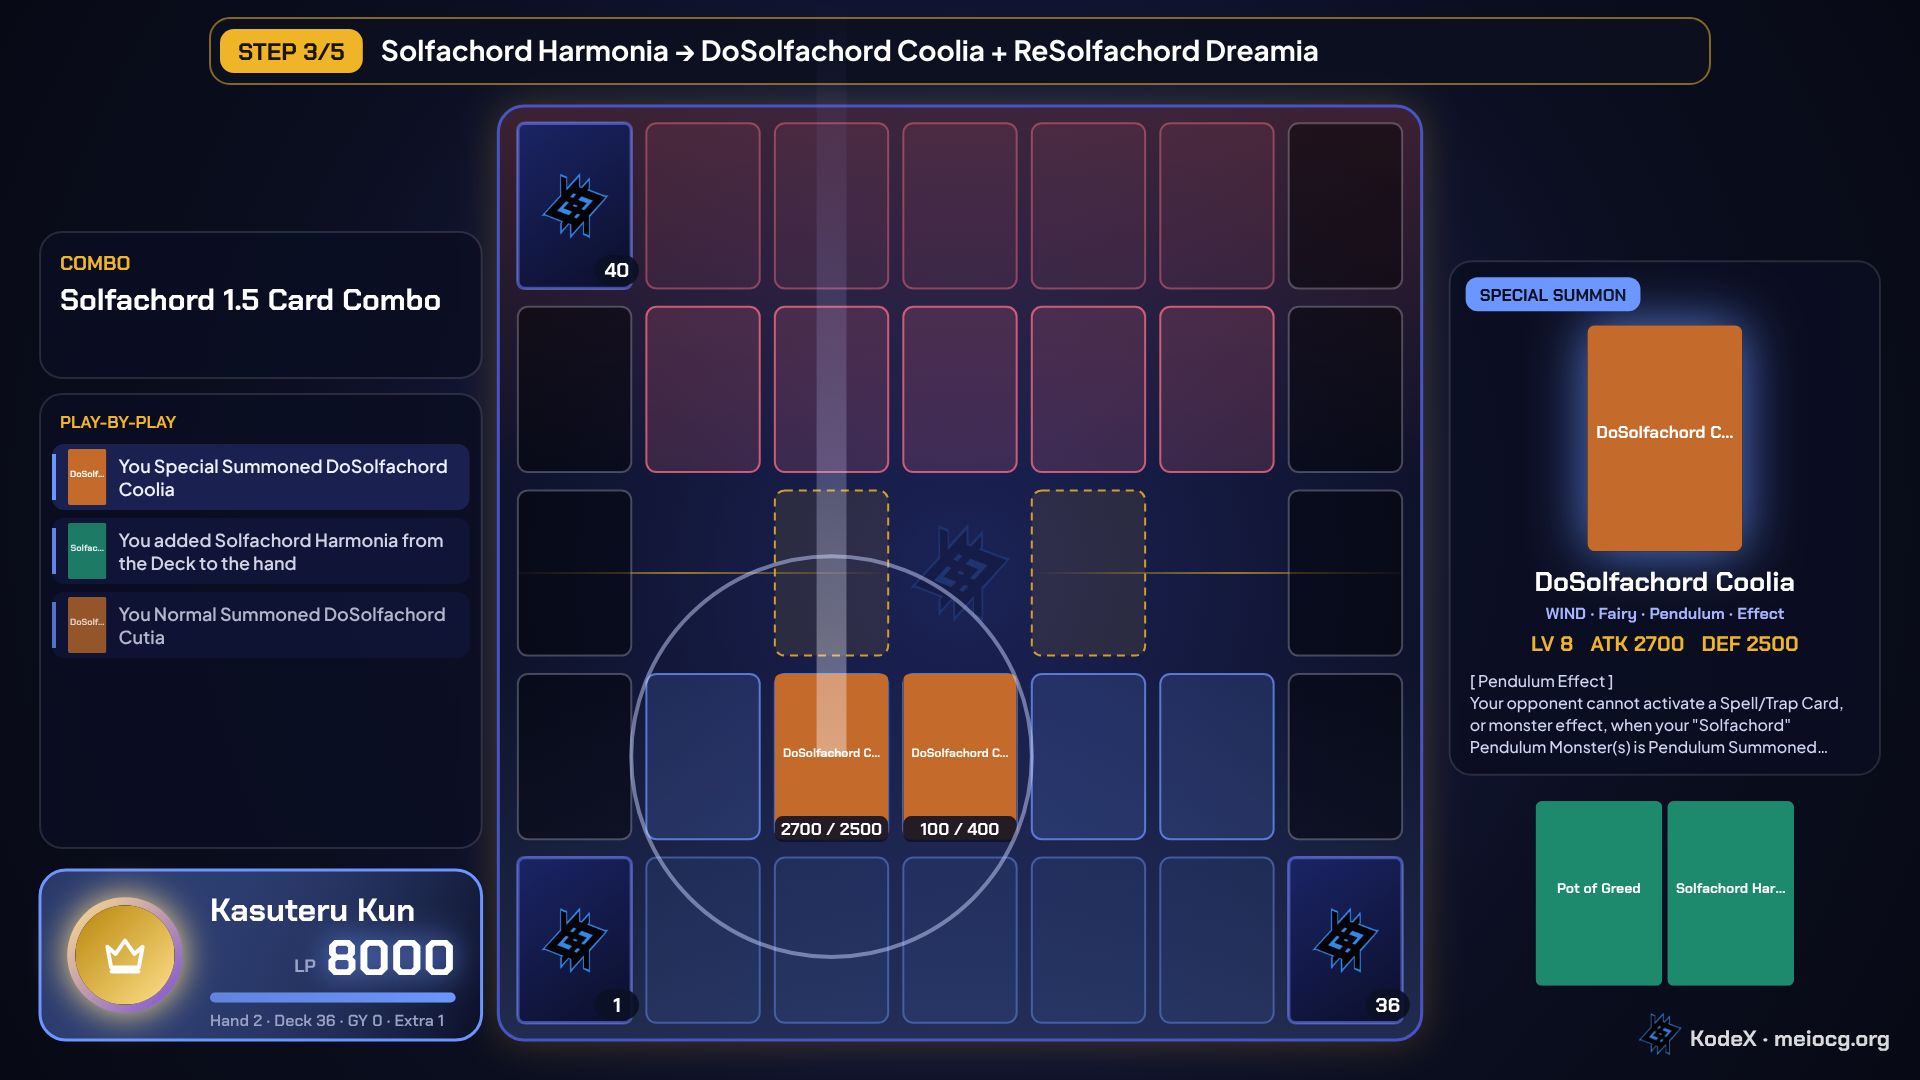 STEP 3/5
Solfachord Harmonia → DoSolfachord Coolia + ReSolfachord Dreamia
COMBO
Solfachord 1.5 Card Combo
PLAY-BY-PLAY
DoSolf...
You Special Summoned DoSolfachord
Coolia
Solfac...
You added Solfachord Harmonia from
the Deck to the hand
DoSolf...
You Normal Summoned DoSolfachord
Cutia
Kasuteru Kun
LP 8000
Hand 2 · Deck 36 · GY 0 · Extra 1
40
DoSolfachord C...
DoSolfachord C...
2700 / 2500
100 / 400
1
36
SPECIAL SUMMON
DoSolfachord C...
DoSolfachord Coolia
WIND · Fairy · Pendulum · Effect
LV 8 ATK 2700 DEF 2500
[ Pendulum Effect ]
Your opponent cannot activate a Spell/Trap Card,
or monster effect, when your "Solfachord"
Pendulum Monster(s) is Pendulum Summoned...
Pot of Greed
Solfachord Har...
KodeX · meiocg.org